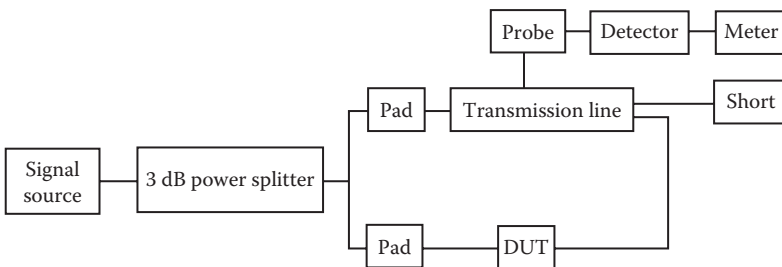 Probe
Detector
Meter
Pad
Transmission line
Short
Signal
source
3 dB power splitter
Pad
DUT